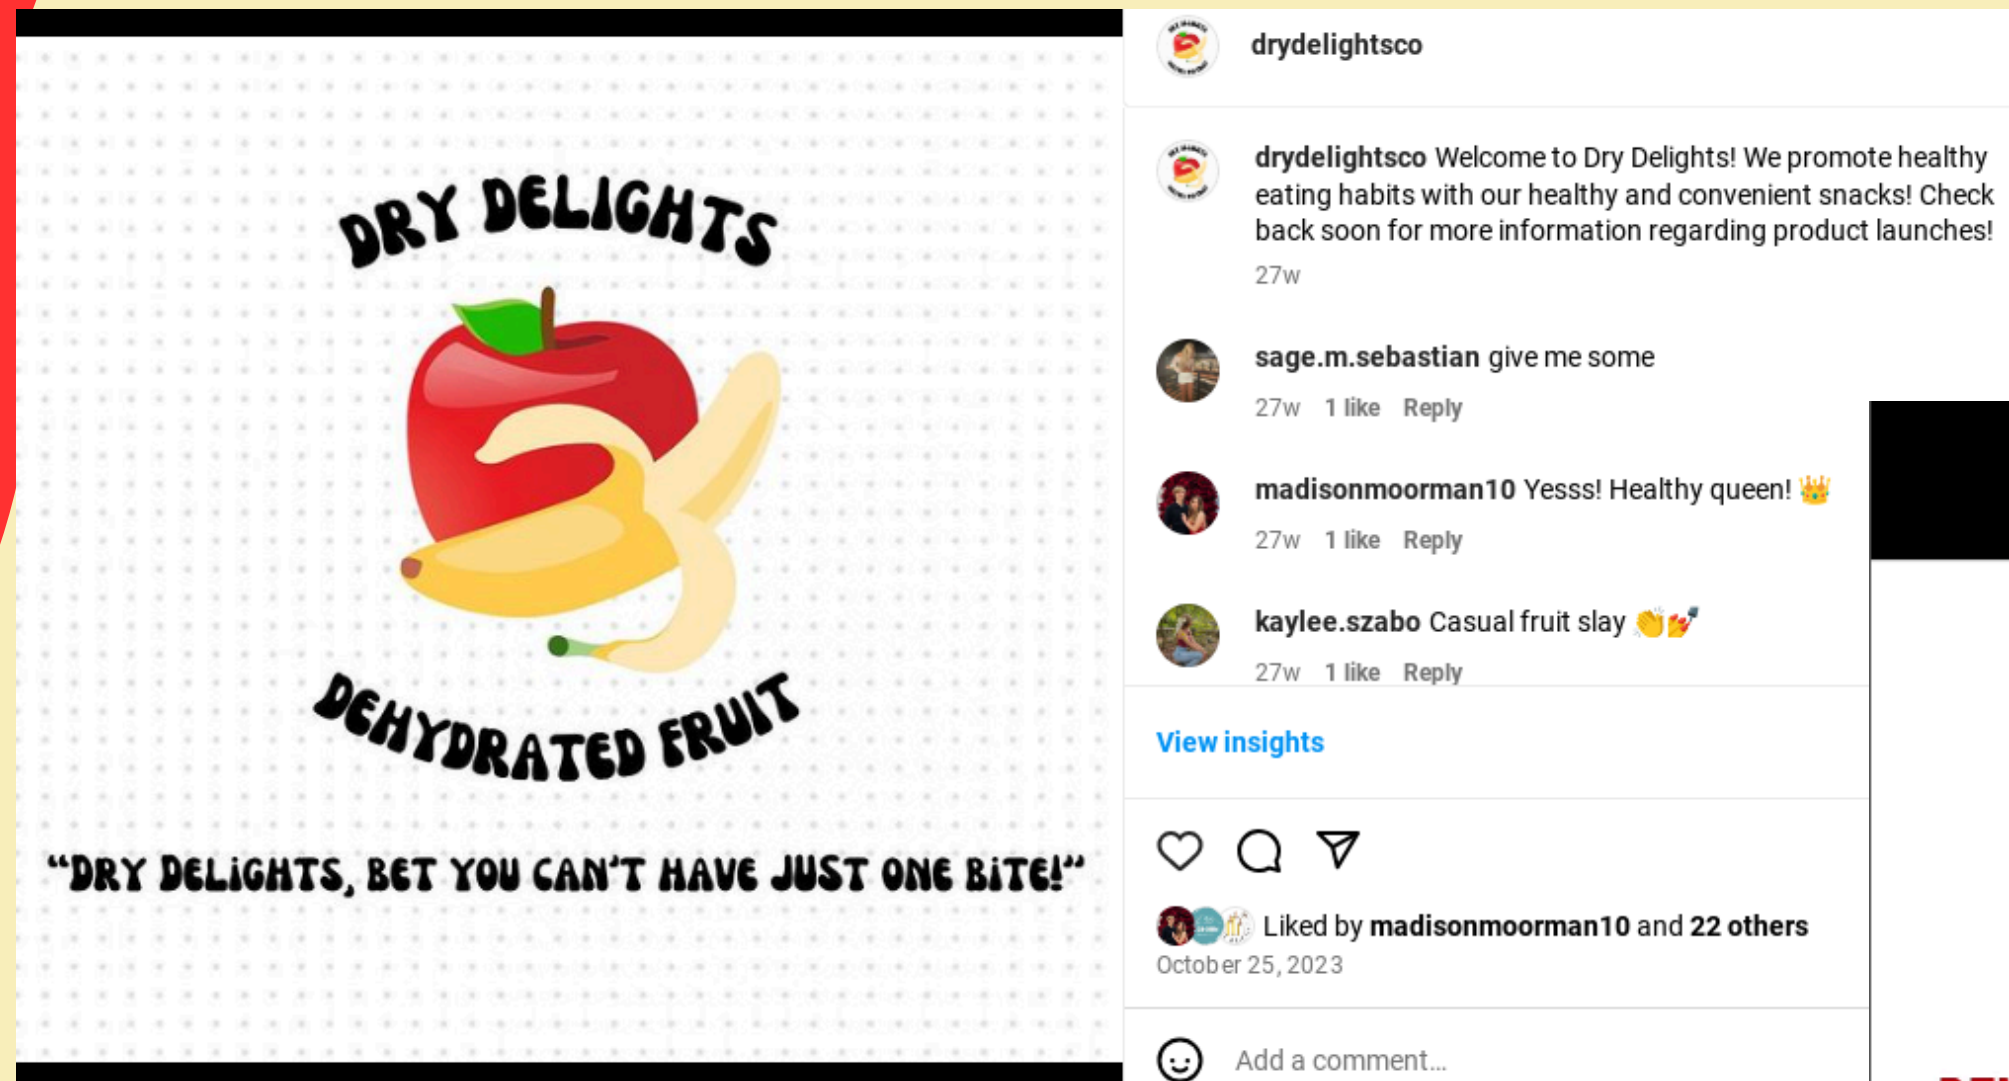 DRY DELIGHTS
DEHYDRATED FRUIT
“DRY DELIGHTS, BET YOU CAN'T HAVE JUST ONE BITE!”
drydelightsco
drydelightsco Welcome to Dry Delights! We promote healthy
eating habits with our healthy and convenient snacks! Check
back soon for more information regarding product launches!
27w
sage.m.sebastian give me some
27w 1 like Reply
madisonmoorman10 Yesss! Healthy queen! 👑
27w 1 like Reply
kaylee.szabo Casual fruit slay 👏💅
27w 1 like Reply
View insights
Liked by madisonmoorman10 and 22 others
October 25, 2023
Add a comment...